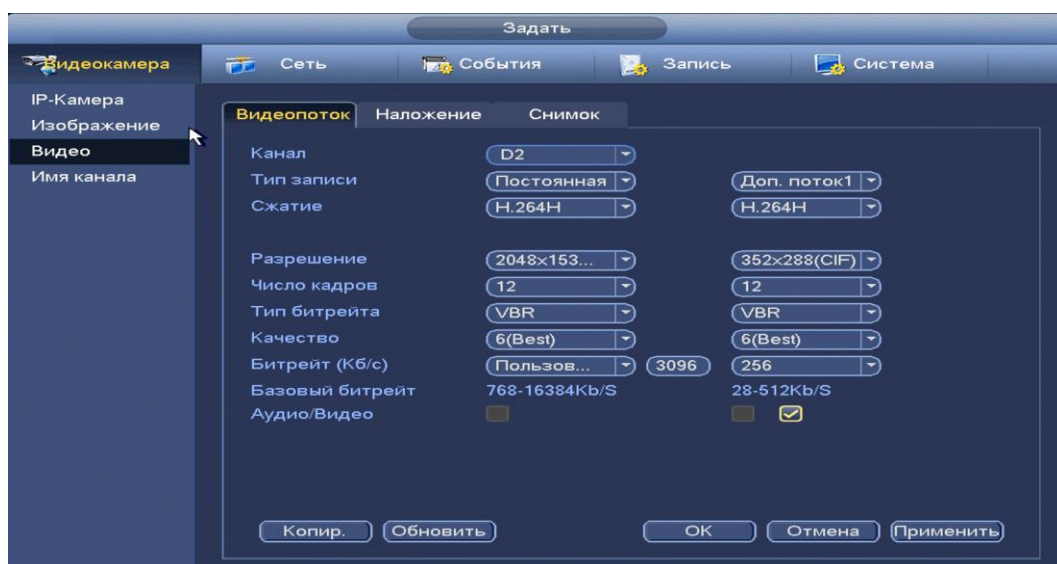 Задать
Видеокамера Сеть События Запись Система
IP-Камера
Изображение
Видео
Имя канала
Видеопоток Наложение Снимок
Канал D2
Тип записи Постоянная Доп. поток1
Сжатие H.264H H.264H
Разрешение 2048x153... 352x288(CIF)
Число кадров 12 12
Тип битрейта VBR VBR
Качество 6(Best) 6(Best)
Битрейт (Кб/с) Пользов... 3096 256
Базовый битрейт 768-16384Kb/S 28-512Kb/S
Аудио/Видео
Копир. Обновить ОК Отмена Применить